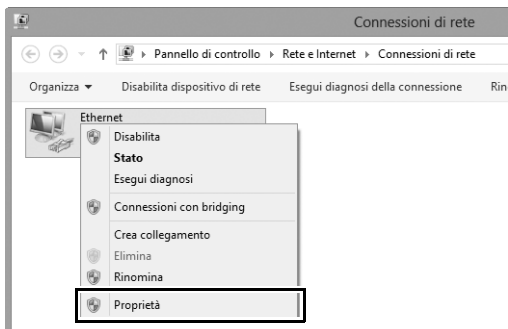 Connessioni di rete
Pannello di controllo Rete e Internet Connessioni di rete
Organizza Disabilita dispositivo di rete Esegui diagnosi della connessione Rin
Ethernet
Disabilita
Stato
Esegui diagnosi
Connessioni con bridging
Crea collegamento
Elimina
Rinomina
Proprietà